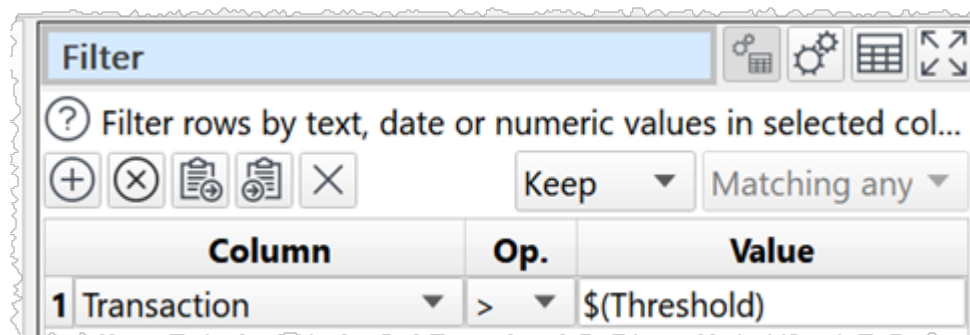 Filter
? Filter rows by text, date or numeric values in selected col...
Keep Matching any
Column Op. Value
1 Transaction > $(Threshold)